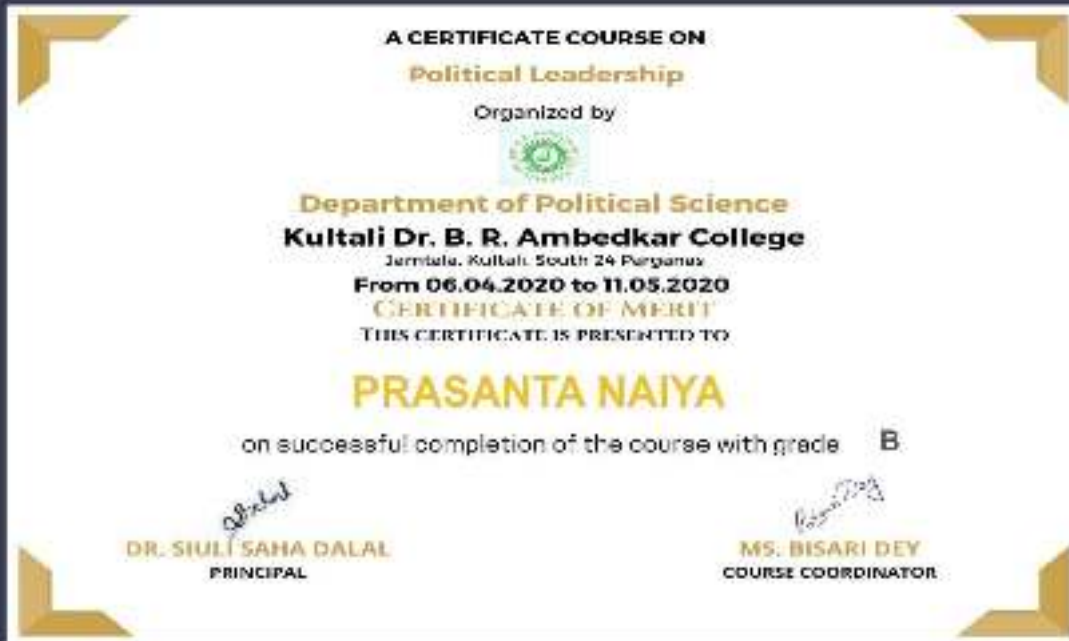 A CERTIFICATE COURSE ON
Political Leadership
Organized by
Department of Political Science
Kultali Dr. B. R. Ambedkar College
Jamtala, Kultali, South 24 Parganas
From 06.04.2020 to 11.05.2020
CERTIFICATE OF MERIT
THIS CERTIFICATE IS PRESENTED TO
PRASANTA NAIYA
on successful completion of the course with grade B
DR. SIULI SAHA DALAL
PRINCIPAL
MS. BISARI DEY
COURSE COORDINATOR